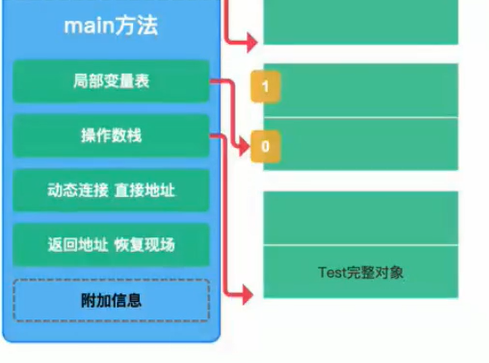 main方法
局部变量表
1
操作数栈
0
动态连接 直接地址
返回地址 恢复现场
Test完整对象
附加信息